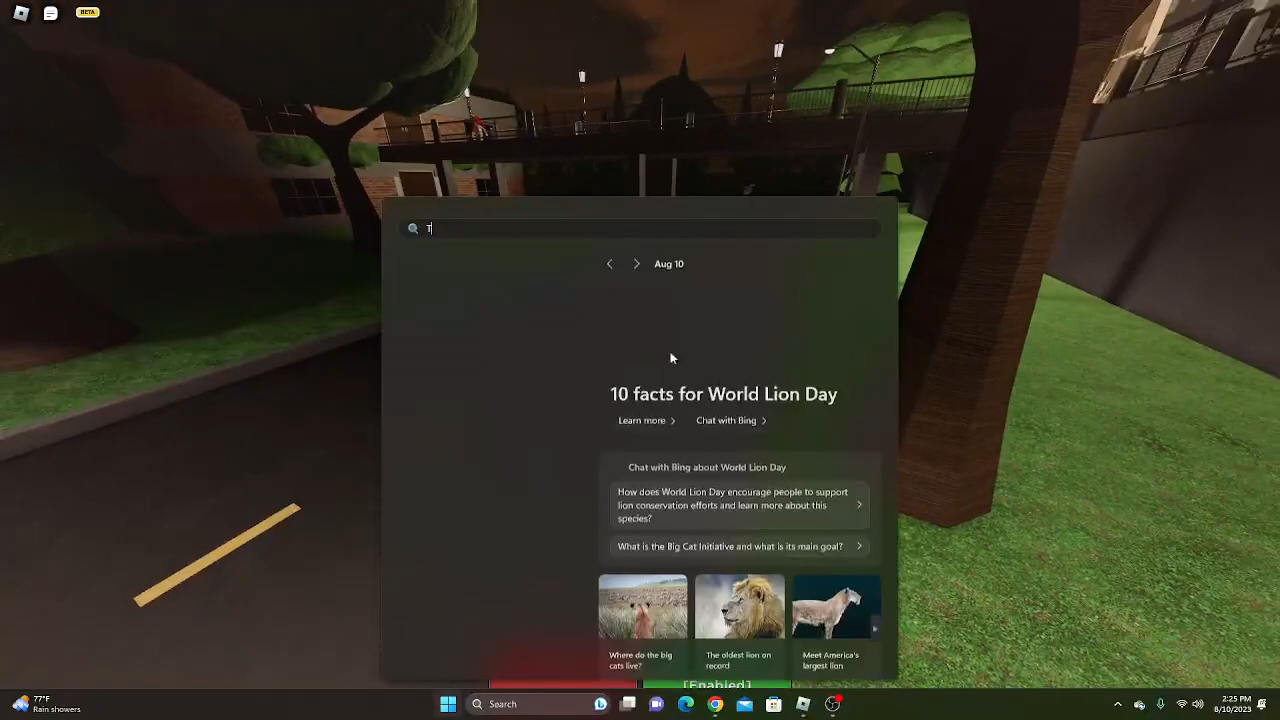 BETA
T
Aug 10
10 facts for World Lion Day
Learn more
Chat with Bing
Chat with Bing about World Lion Day
How does World Lion Day encourage people to support
lion conservation efforts and learn more about this
species?
What is the Big Cat Initiative and what is its main goal?
Where do the big
cats live?
The oldest lion on
record
Meet America's
largest lion
[Enabled]
77°F
Rain showers
Search
2:25 PM
8/10/2023